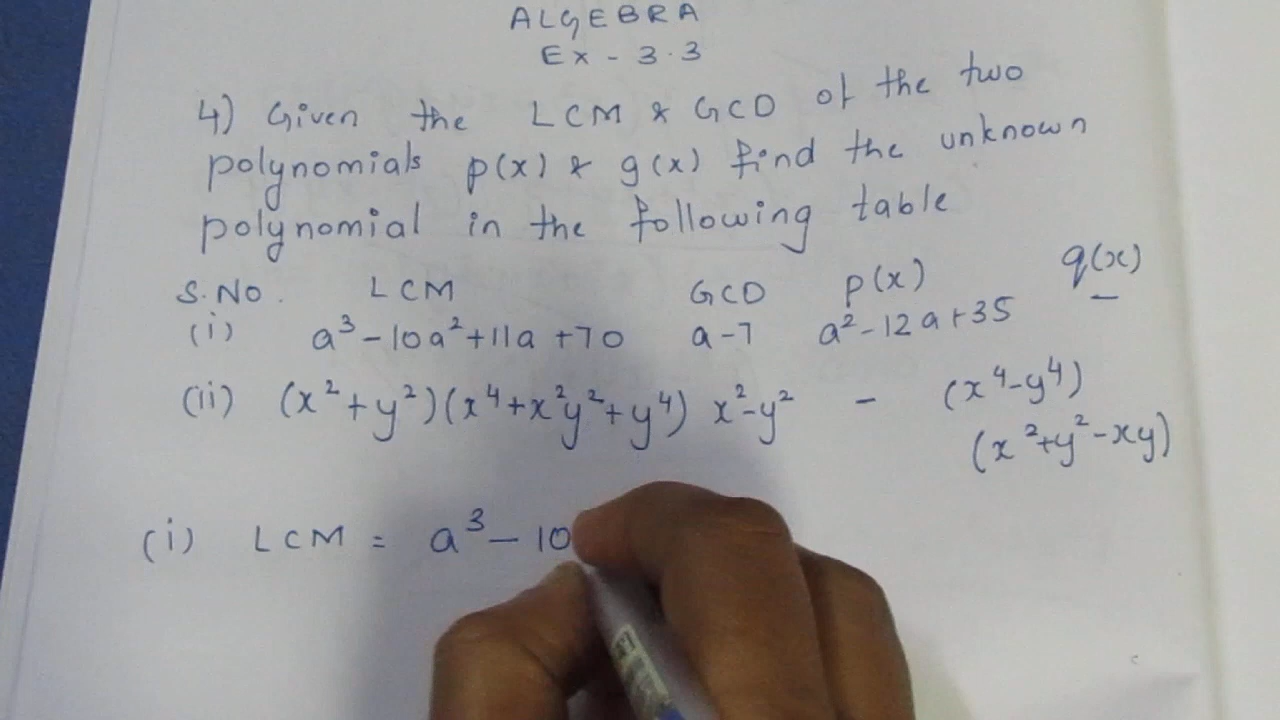 ALGEBRA
Ex - 3.3
4) Given the LCM & GCD of the two
polynomials p(x) & g(x) find the unknown
polynomial in the following table
S.NO. LCM GCD p(x) q(x)
(i) a³-10a²+11a+70 a-7 a²-12a+35 -
(ii) (x²+y²)(x⁴+x²y²+y⁴) x²-y² - (x⁴-y⁴)
(x²+y²-xy)
(i) LCM = a³-10